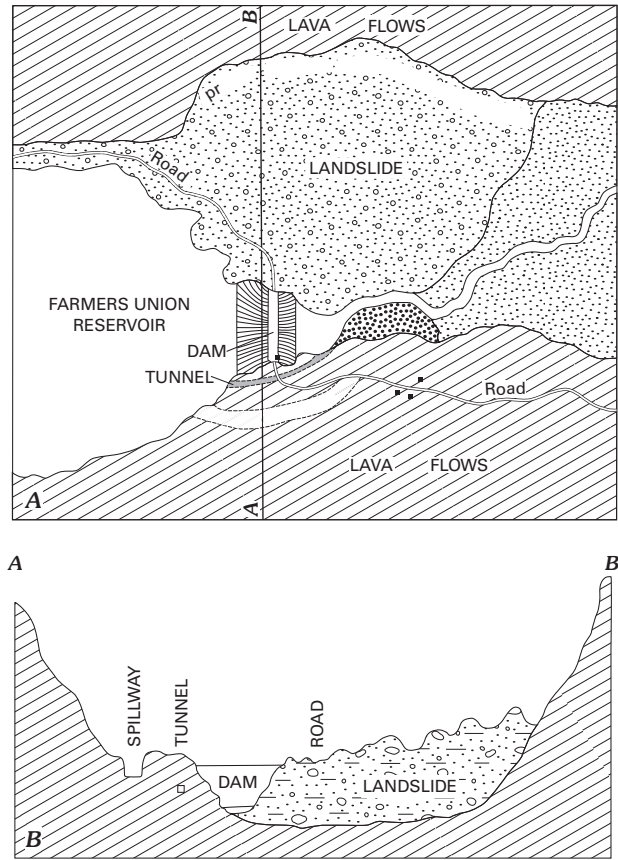 B
LAVA FLOWS
pr
Road
LANDSLIDE
FARMERS UNION
RESERVOIR
DAM
TUNNEL
Road
LAVA FLOWS
A
A
A
B
SPILLWAY
TUNNEL
ROAD
DAM
LANDSLIDE
B